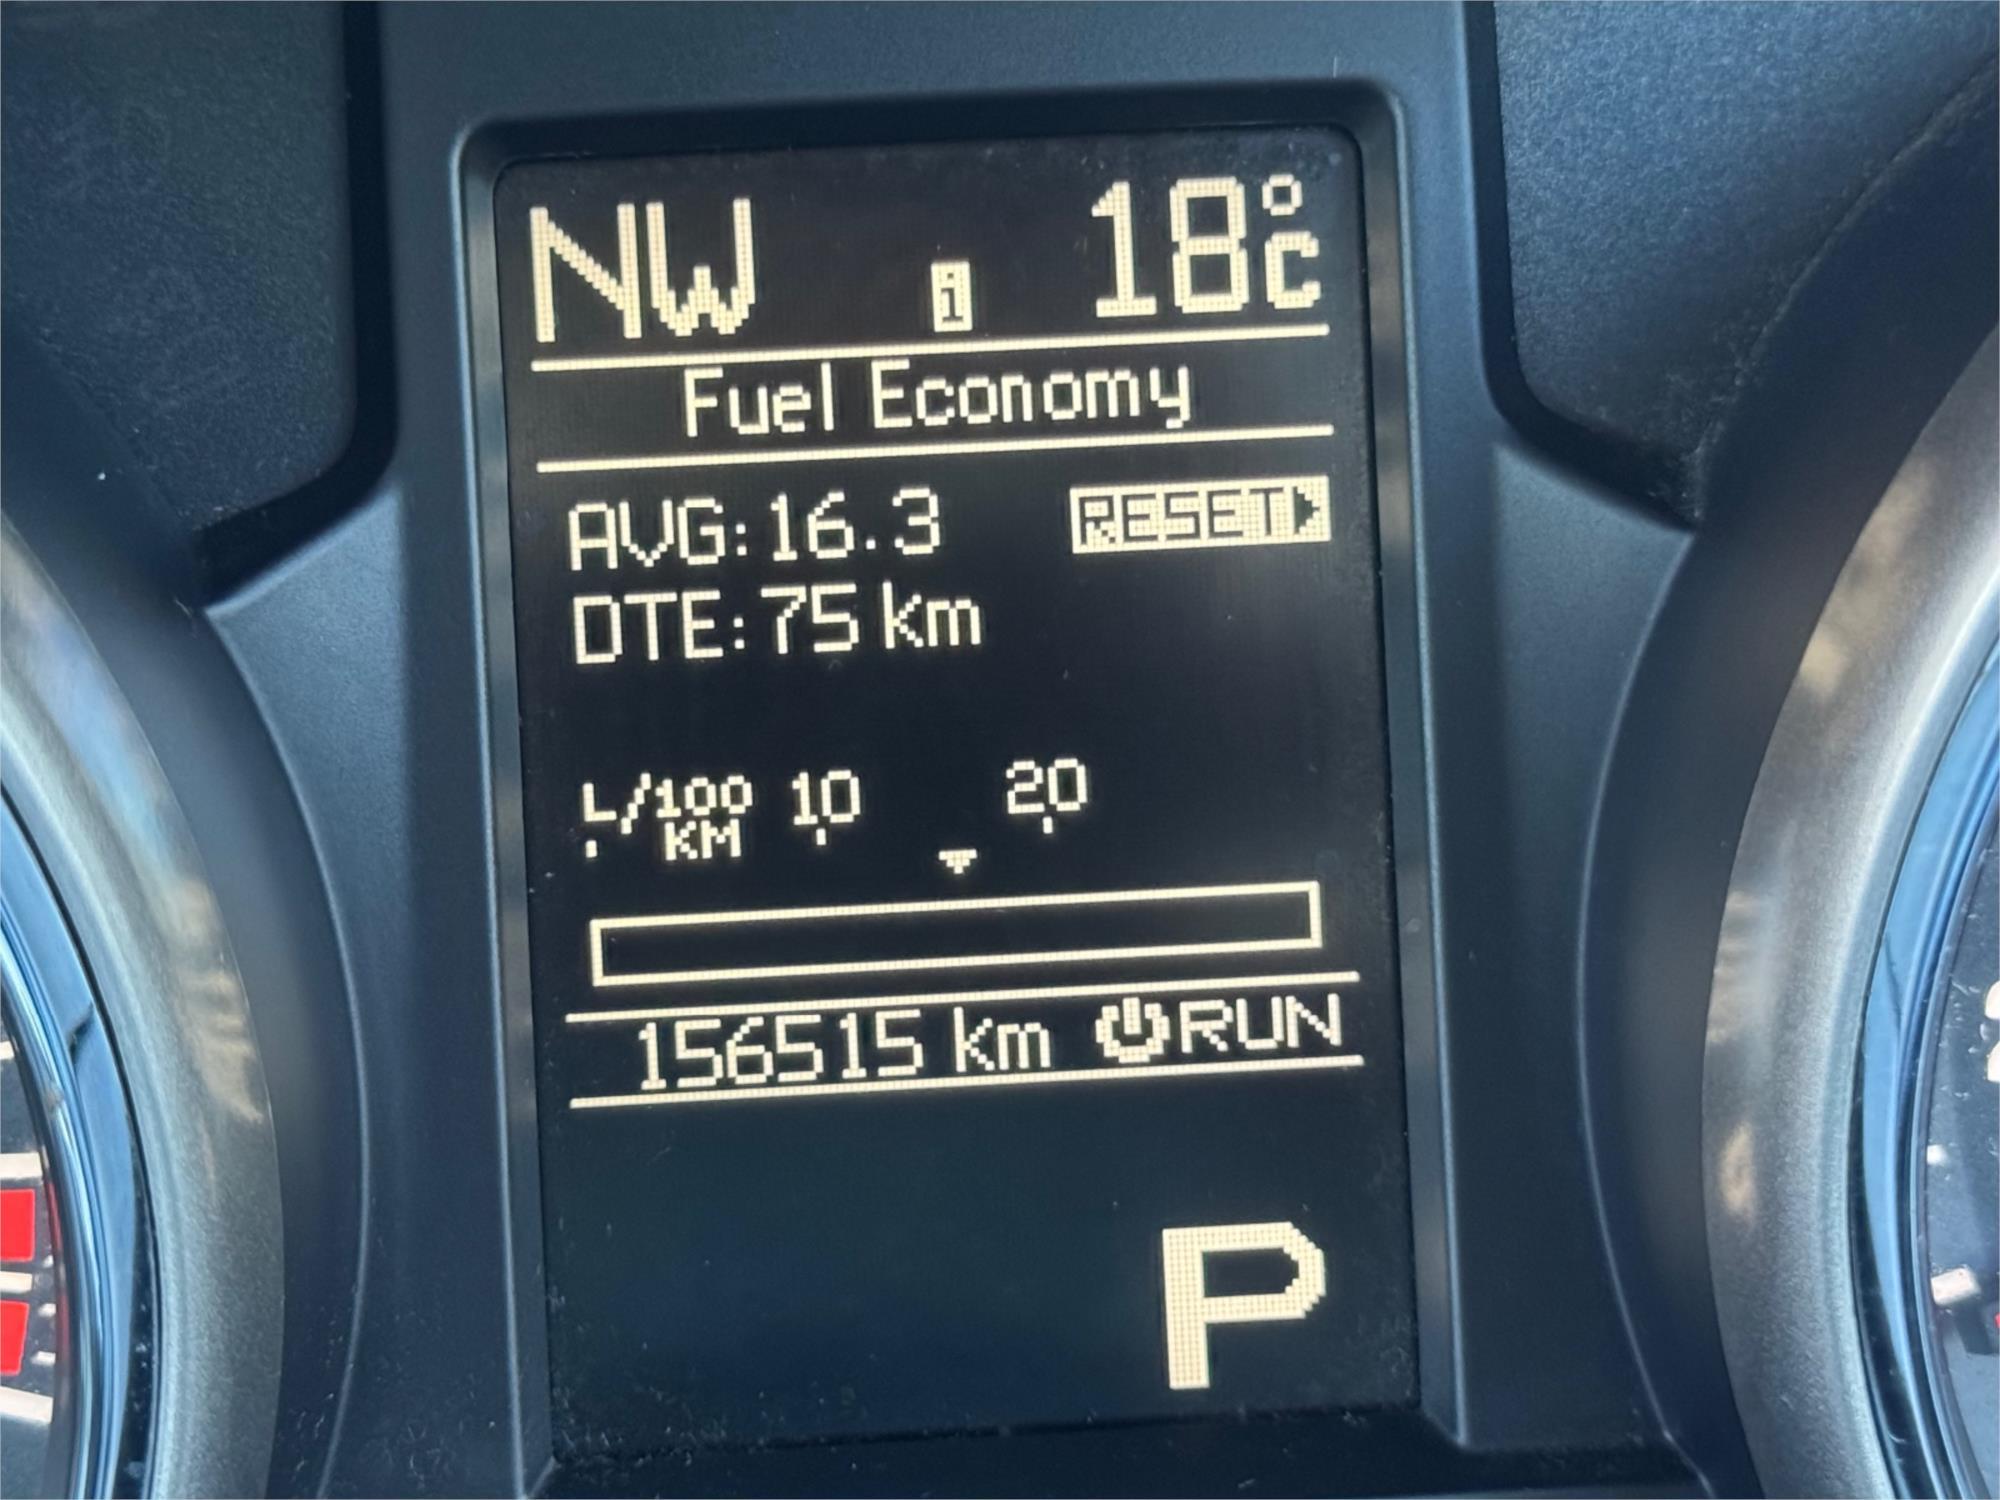 NW i 18°C
Fuel Economy
AVG: 16.3 RESET
DTE: 75 km
L/100 KM 10 20
156515 km RUN
P